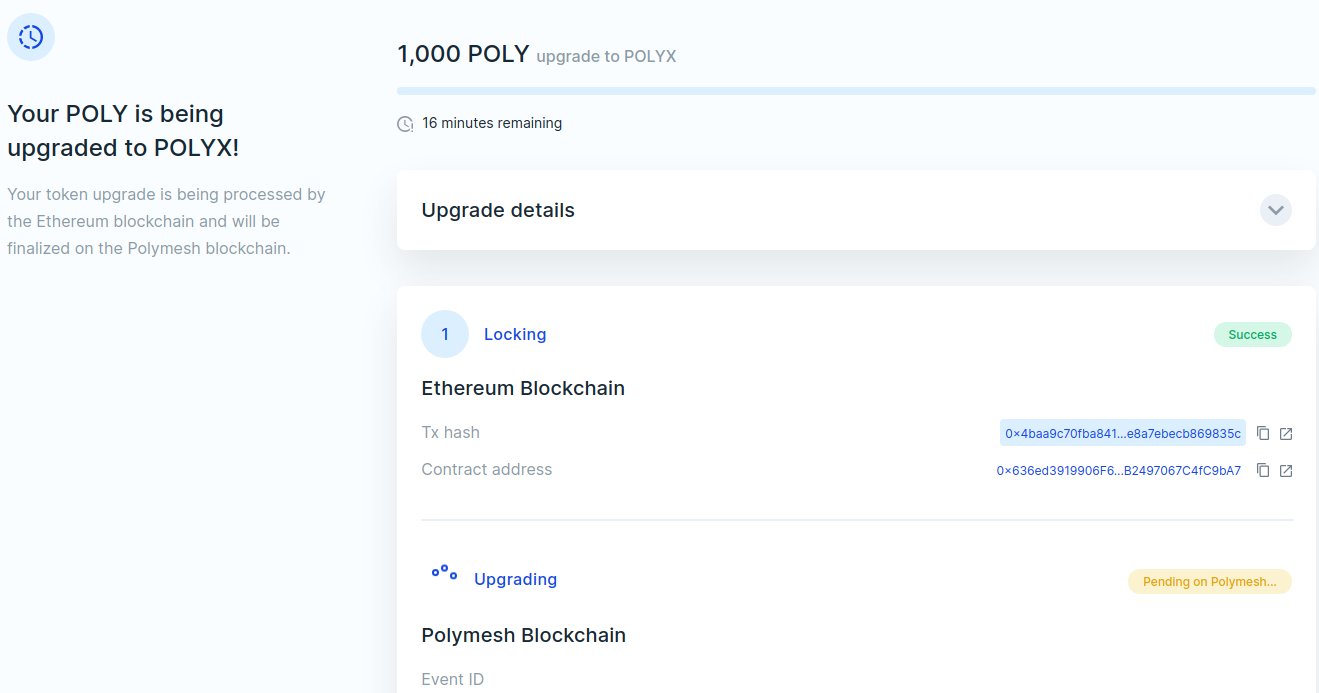 Your POLY is being
upgraded to POLYX!
Your token upgrade is being processed by
the Ethereum blockchain and will be
finalized on the Polymesh blockchain.
1,000 POLY upgrade to POLYX
16 minutes remaining
Upgrade details
1 Locking Success
Ethereum Blockchain
Tx hash 0x4baa9c70fba841...e8a7ebecb869835c
Contract address 0x636ed3919906F6...B2497067C4fC9bA7
Upgrading Pending on Polymesh...
Polymesh Blockchain
Event ID